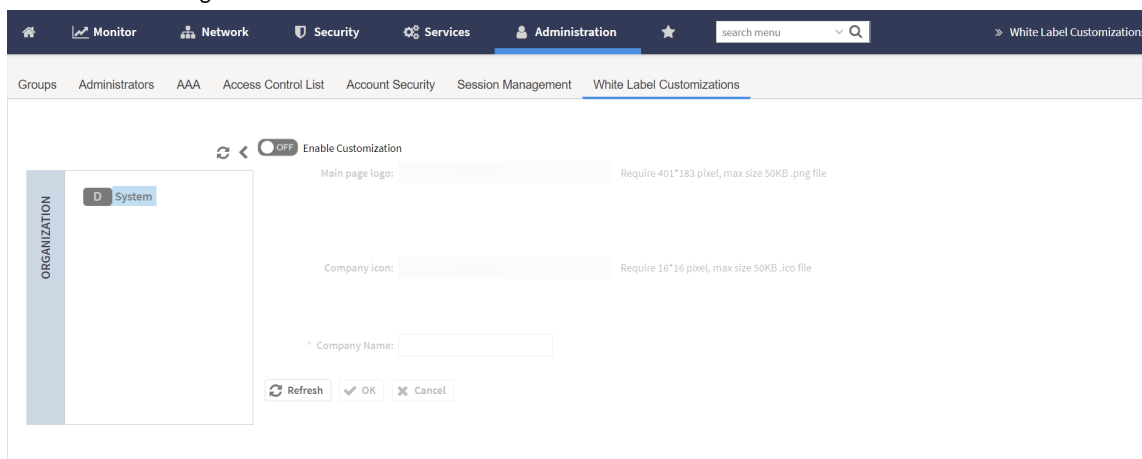 Monitor Network Security Services Administration search menu » White Label Customizations
Groups Administrators AAA Access Control List Account Security Session Management White Label Customizations
OFF Enable Customization
Main page logo: Require 401*183 pixel, max size 50KB .png file
ORGANIZATION
D System
Company icon: Require 16*16 pixel, max size 50KB .ico file
* Company Name:
Refresh OK Cancel